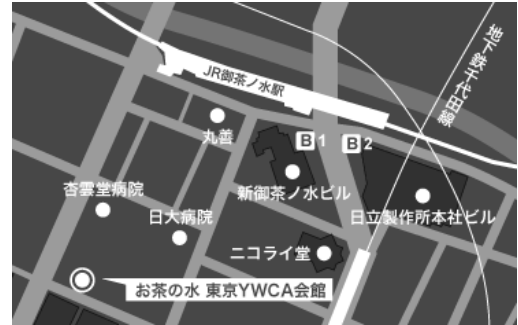 JR御茶ノ水駅
地下鉄千代田線
丸善
B1
B2
杏雲堂病院
新御茶ノ水ビル
日大病院
日立製作所本社ビル
ニコライ堂
お茶の水 東京YWCA会館